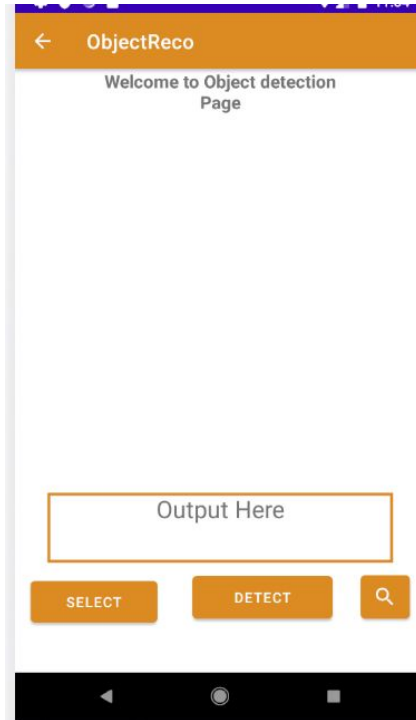 ObjectReco
Welcome to Object detection
Page
Output Here
SELECT
DETECT